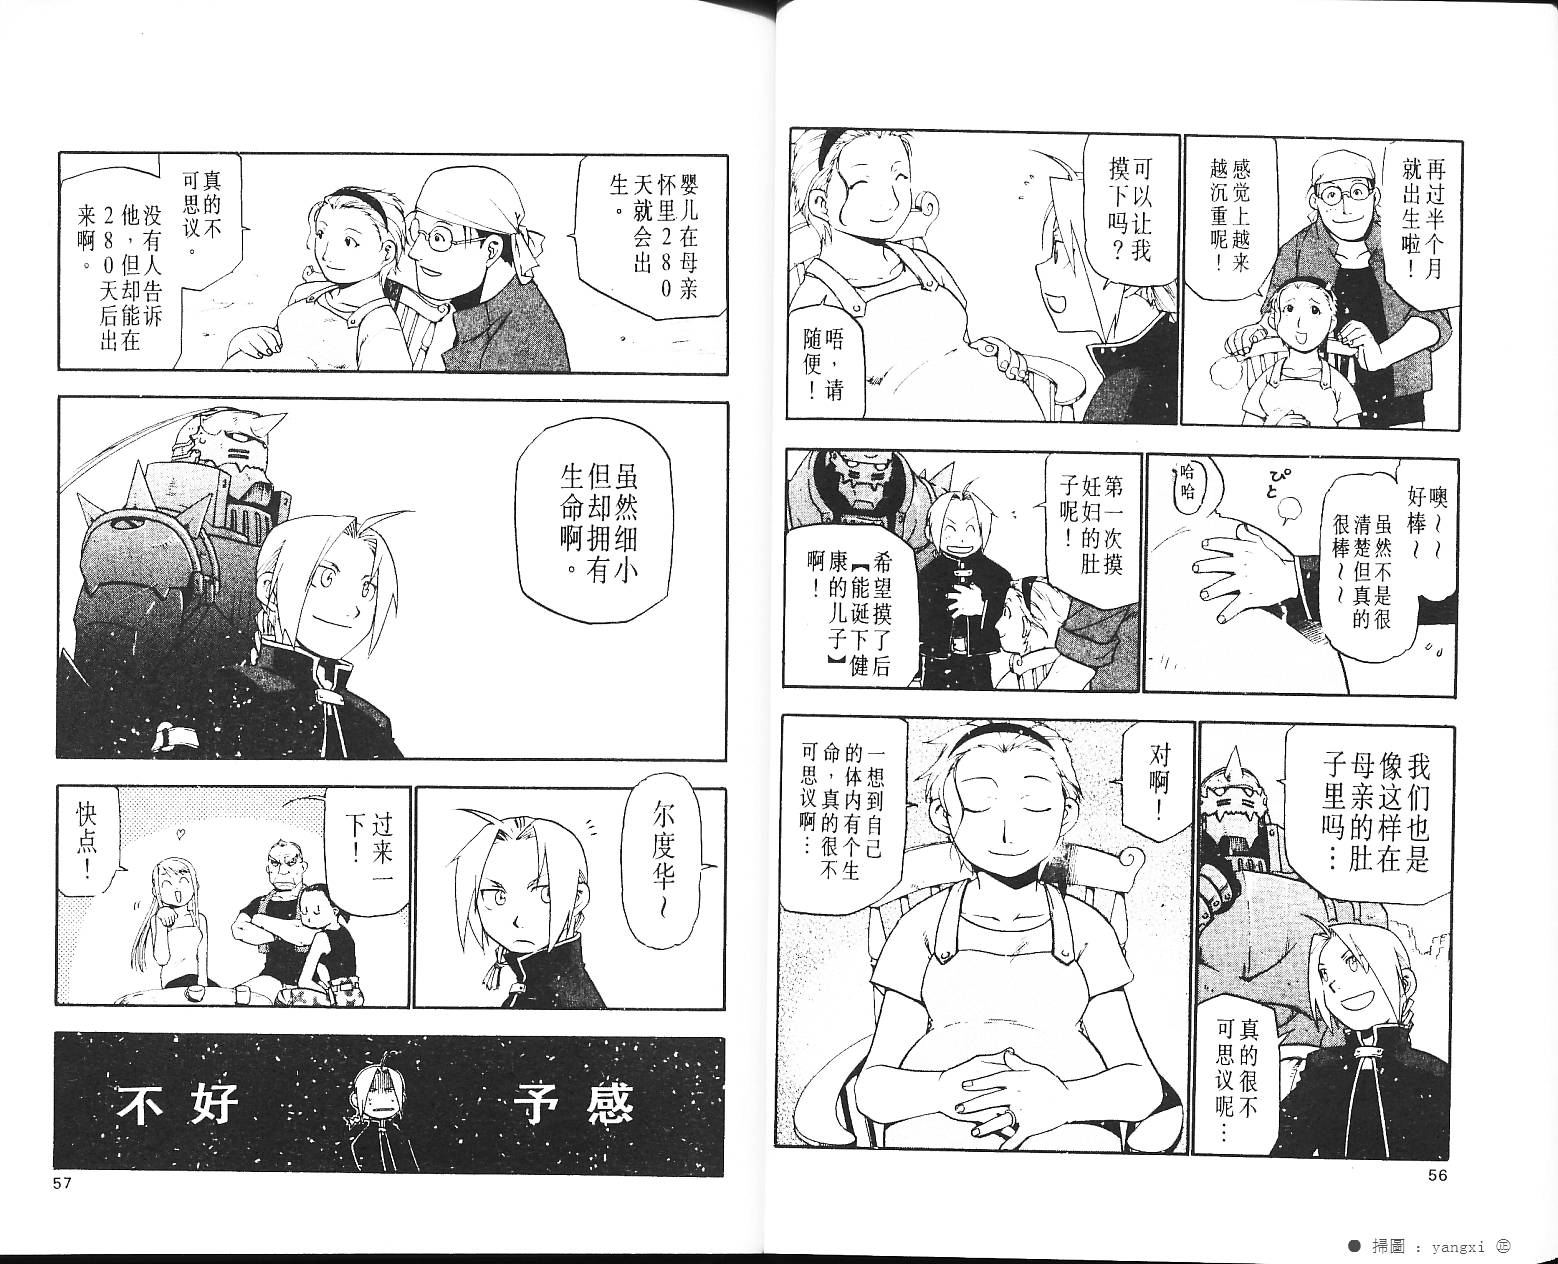 再过半个月
就出生啦！
感觉上越来
越沉重呢！
可以让我
摸下吗？
唔，请
随便！
噢～～
好棒～
虽然不是很
清楚但真的
很棒～～
ぴと
哈哈
第一次摸
妊妇的肚
子呢！
希望摸了后
【能诞下健
康的儿子】
啊！
我们也是
像这样在
母亲的肚
子里吗…
真的很不
可思议呢…
对啊！
一想到自己
的体内有个生
命，真的很不
可思议啊…
56
婴儿在母亲
怀里280
天就会出
生。
真的不
可思议。
没有人告诉
他，但却能在
280天后出
来啊。
虽然细小
但却拥有
生命啊。
尔度华～
过来一
下！
快点！
不好 予感
57
● 掃圖 : yangxi ㊣